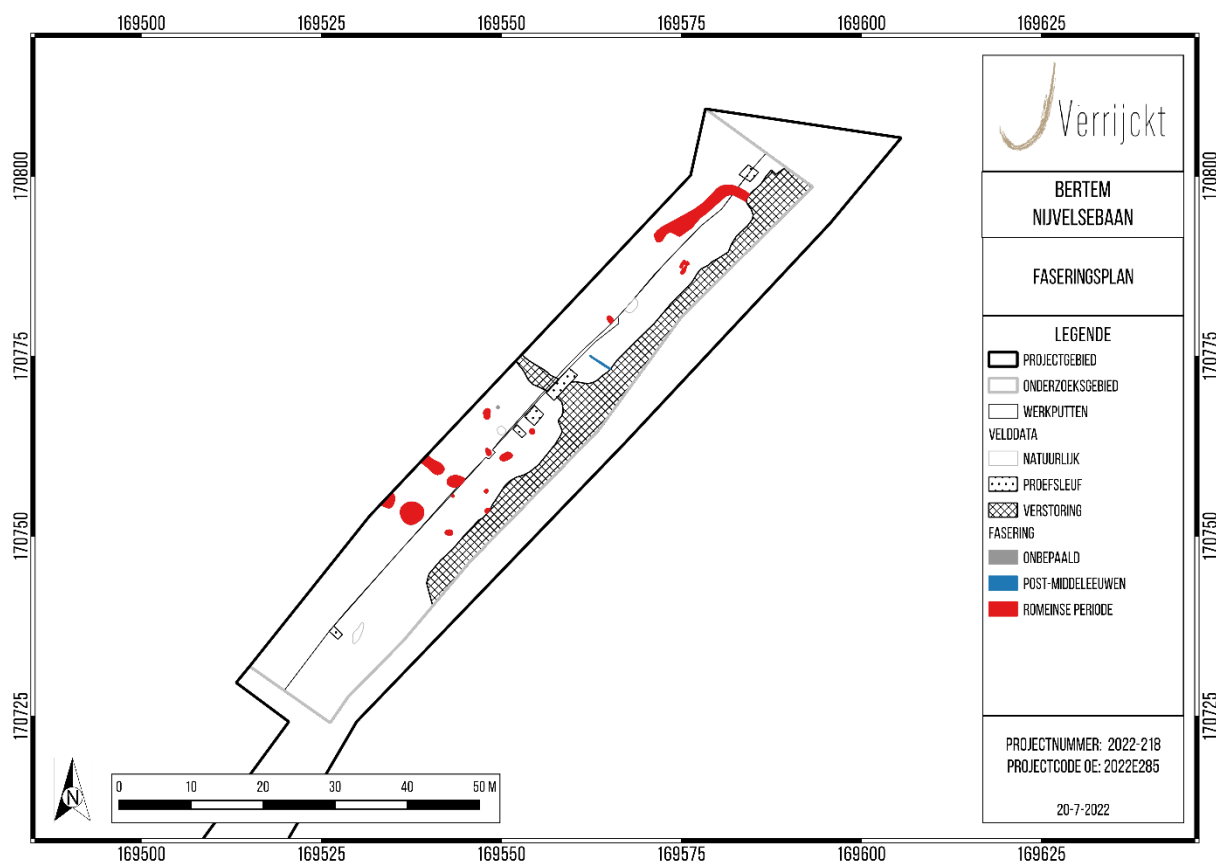 169500 169525 169550 169575 169600 169625
170800 170800
170775 170775
170750 170750
170725 170725
Verrijckt
BERTEM
NIJVELSEBAAN
FASERINGSPLAN
LEGENDE
PROJECTGEBIED
ONDERZOEKSGEBIED
WERKPUTTEN
VELDDATA
NATUURLIJK
PROEFSLEUF
VERSTORING
FASERING
ONBEPAALD
POST-MIDDELEEUWEN
ROMEINSE PERIODE
PROJECTNUMMER: 2022-218
PROJECTCODE OE: 2022E285
20-7-2022
N
0 10 20 30 40 50 M
169500 169525 169550 169575 169600 169625